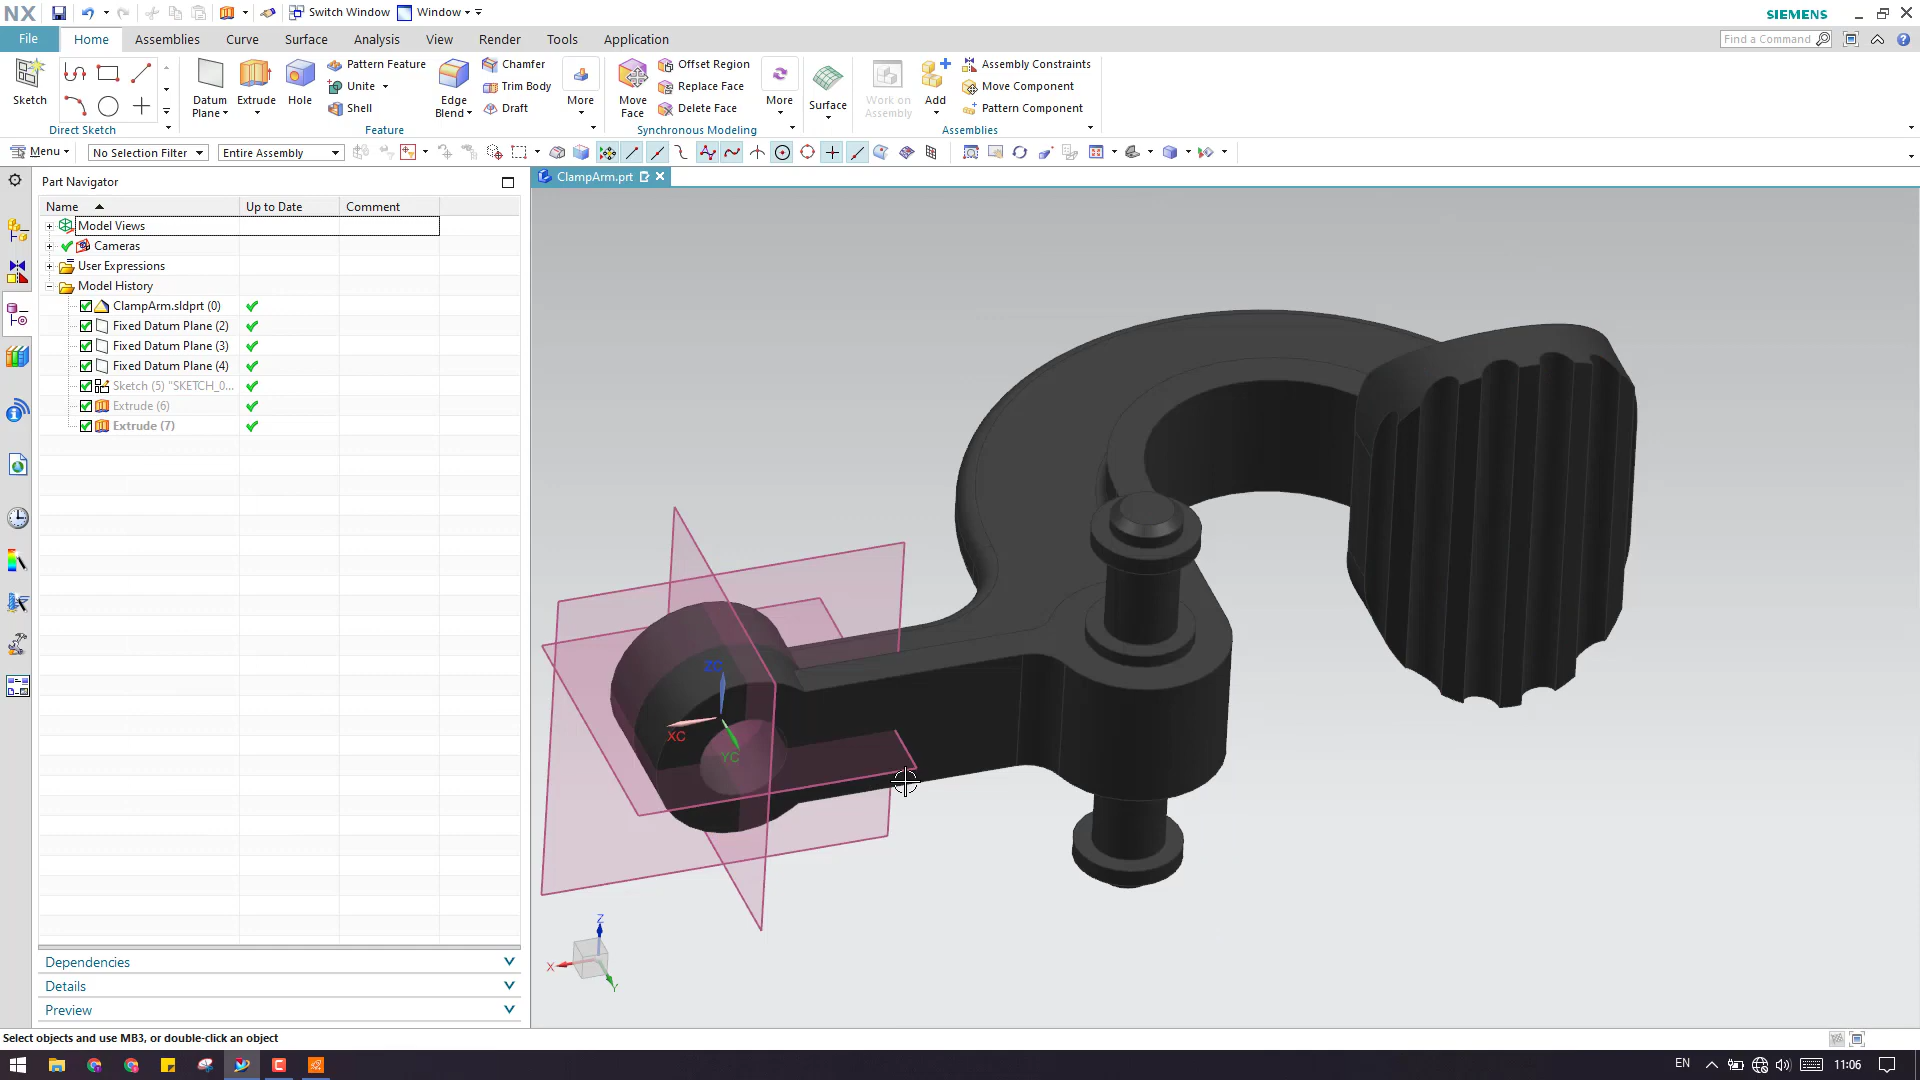 NX
Switch Window
Window
SIEMENS
File
Home
Assemblies
Curve
Surface
Analysis
View
Render
Tools
Application
Find a Command
Sketch
Direct Sketch
Datum
Plane
Extrude
Hole
Pattern Feature
Unite
Shell
Edge
Blend
Chamfer
Trim Body
Draft
More
Feature
Move
Face
Offset Region
Replace Face
Delete Face
More
Synchronous Modeling
Surface
Work on
Assembly
Add
Assembly Constraints
Move Component
Pattern Component
Assemblies
Menu
No Selection Filter
Entire Assembly
Part Navigator
ClampArm.prt
Name
Up to Date
Comment
Model Views
Cameras
User Expressions
Model History
ClampArm.sldprt (0)
Fixed Datum Plane (2)
Fixed Datum Plane (3)
Fixed Datum Plane (4)
Sketch (5) "SKETCH_0...
Extrude (6)
Extrude (7)
ZC
XC
YC
Z
X
Y
Dependencies
Details
Preview
Select objects and use MB3, or double-click an object
EN
11:06